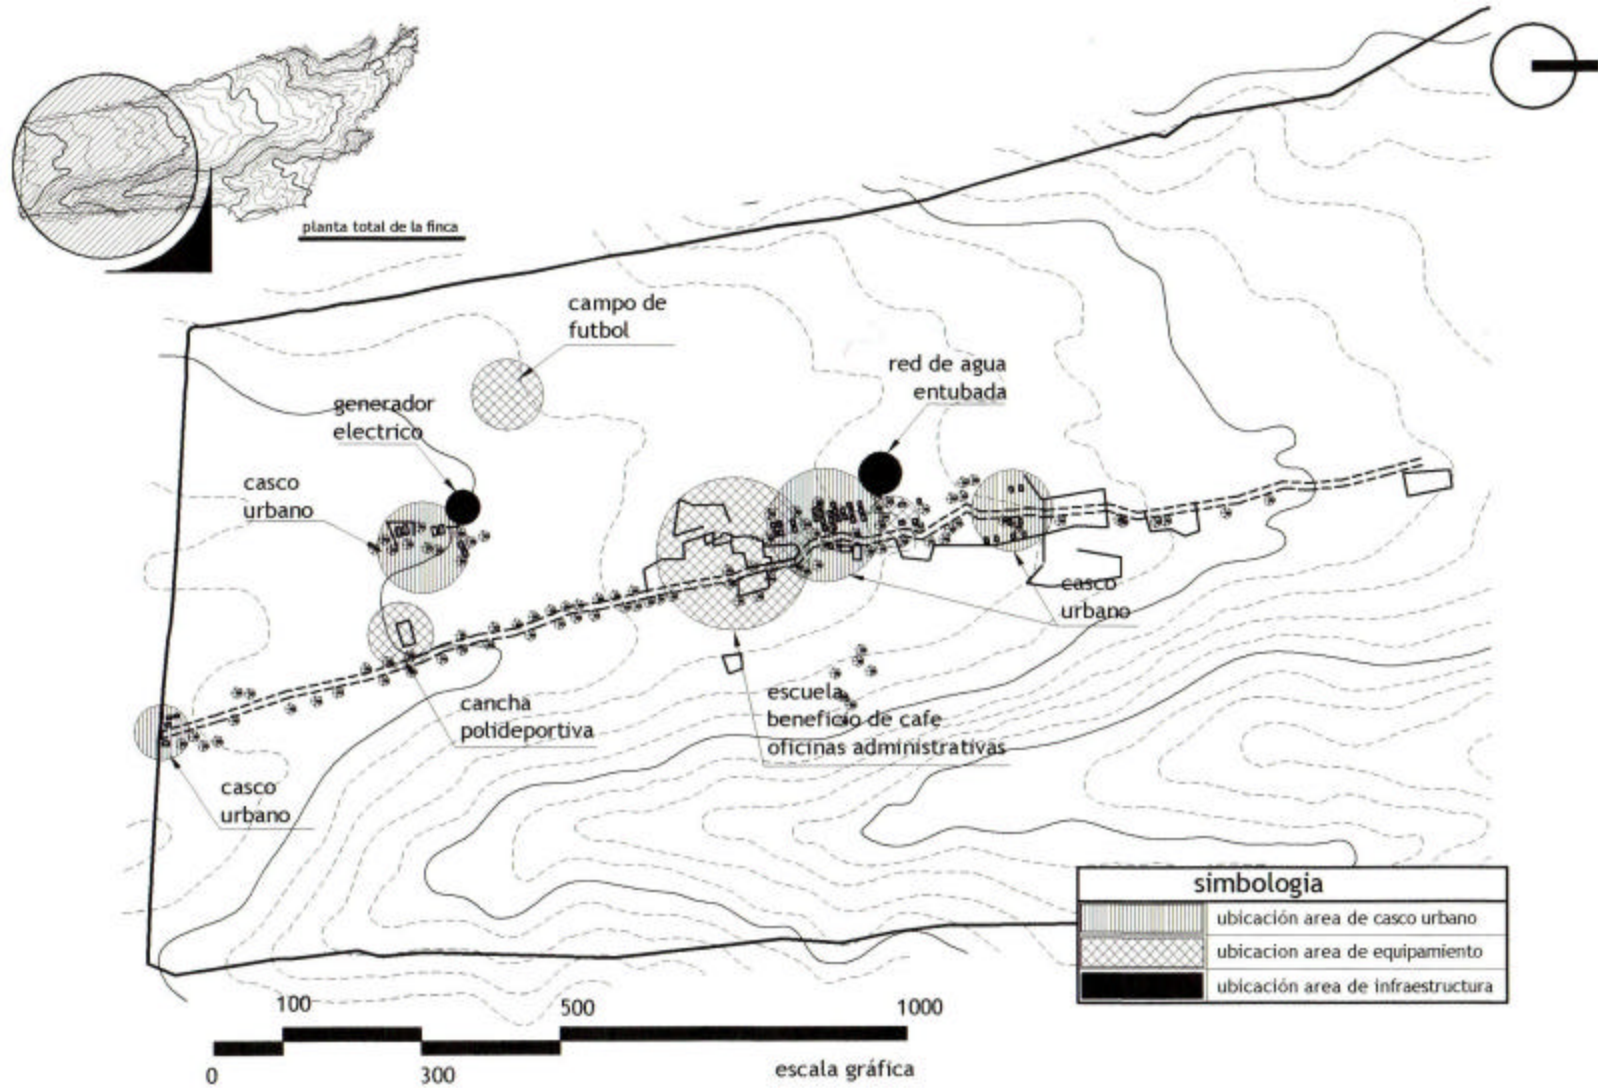 planta total de la finca
campo de
futbol
red de agua
entubada
generador
electrico
casco
urbano
casco
urbano
cancha
polideportiva
escuela
beneficio de cafe
oficinas administrativas
casco
urbano
simbologia
ubicación area de casco urbano
ubicacion area de equipamiento
ubicación area de infraestructura
100
500
1000
0
300
escala gráfica